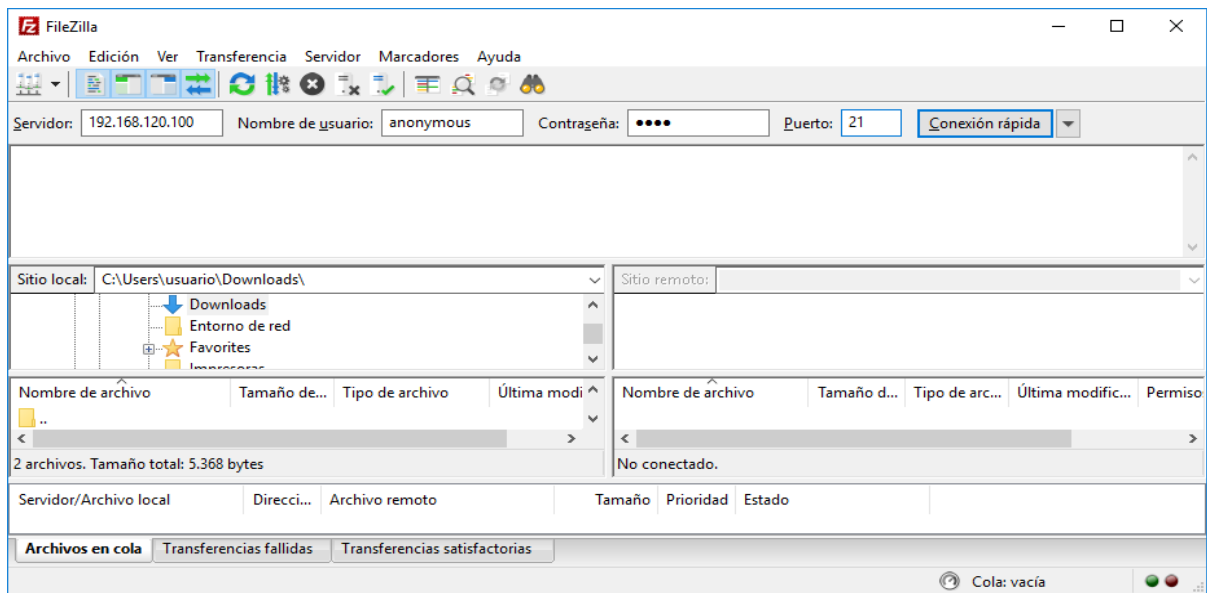 FileZilla
Archivo Edición Ver Transferencia Servidor Marcadores Ayuda
Servidor: 192.168.120.100 Nombre de usuario: anonymous Contraseña: •••• Puerto: 21 Conexión rápida
Sitio local: C:\Users\usuario\Downloads\ Sitio remoto:
Downloads
Entorno de red
Favorites
Impresoras
Nombre de archivo Tamaño de... Tipo de archivo Última modi Nombre de archivo Tamaño d... Tipo de arc... Última modific... Permiso
..
2 archivos. Tamaño total: 5.368 bytes No conectado.
Servidor/Archivo local Direcci... Archivo remoto Tamaño Prioridad Estado
Archivos en cola Transferencias fallidas Transferencias satisfactorias
Cola: vacía